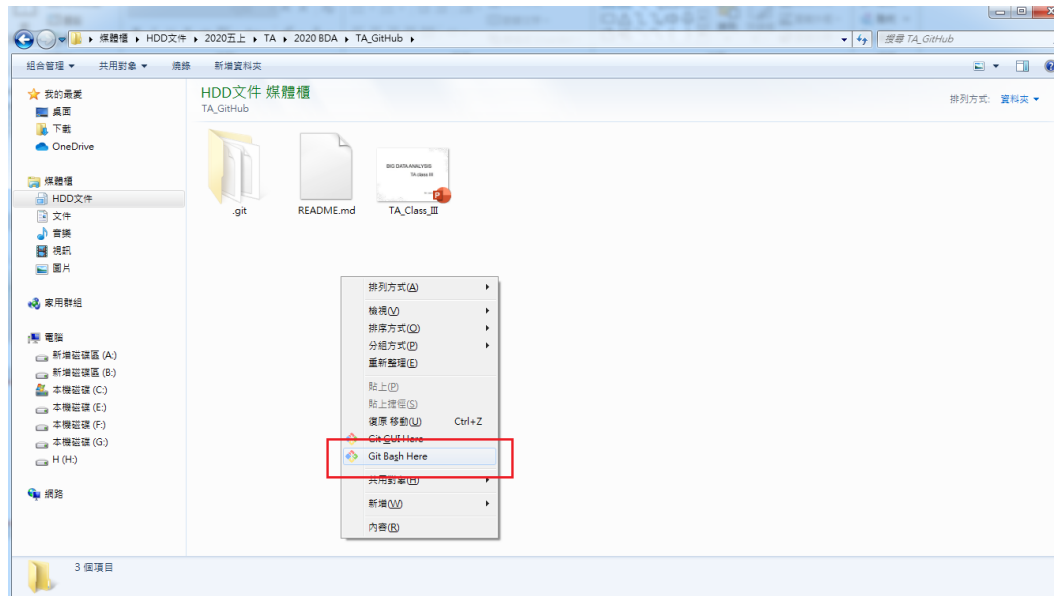 媒體櫃 ▸ HDD文件 ▸ 2020五上 ▸ TA ▸ 2020 BDA ▸ TA_GitHub ▸
搜尋 TA_GitHub
組合管理 ▼ 共用對象 ▼ 燒錄 新增資料夾
我的最愛
桌面
下載
OneDrive
媒體櫃
HDD文件
文件
音樂
視訊
圖片
家用群組
電腦
新增磁碟區 (A:)
新增磁碟區 (B:)
本機磁碟 (C:)
本機磁碟 (E:)
本機磁碟 (F:)
本機磁碟 (G:)
H (H:)
網路
HDD文件 媒體櫃
TA_GitHub
排列方式: 資料夾 ▼
BIG DATA ANALYSIS
TA class III
.git
README.md
TA_Class_III
排列方式(A)
檢視(V)
排序方式(O)
分組方式(P)
重新整理(E)
貼上(P)
貼上捷徑(S)
復原 移動(U) Ctrl+Z
Git GUI Here
Git Bash Here
共用對象(H)
新增(W)
內容(R)
3 個項目